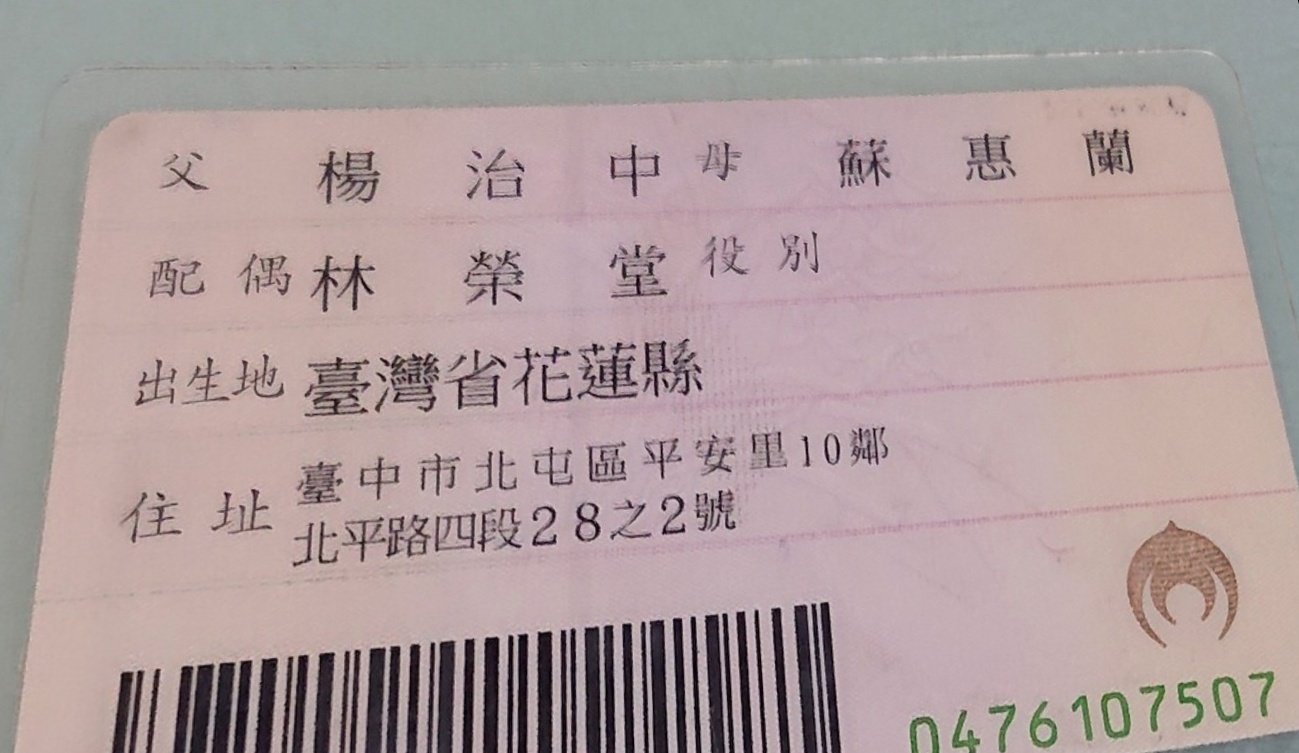 父 楊治中 母 蘇惠蘭
配偶 林榮堂 役別
出生地 臺灣省花蓮縣
住址 臺中市北屯區平安里10鄰
北平路四段28之2號
0476107507